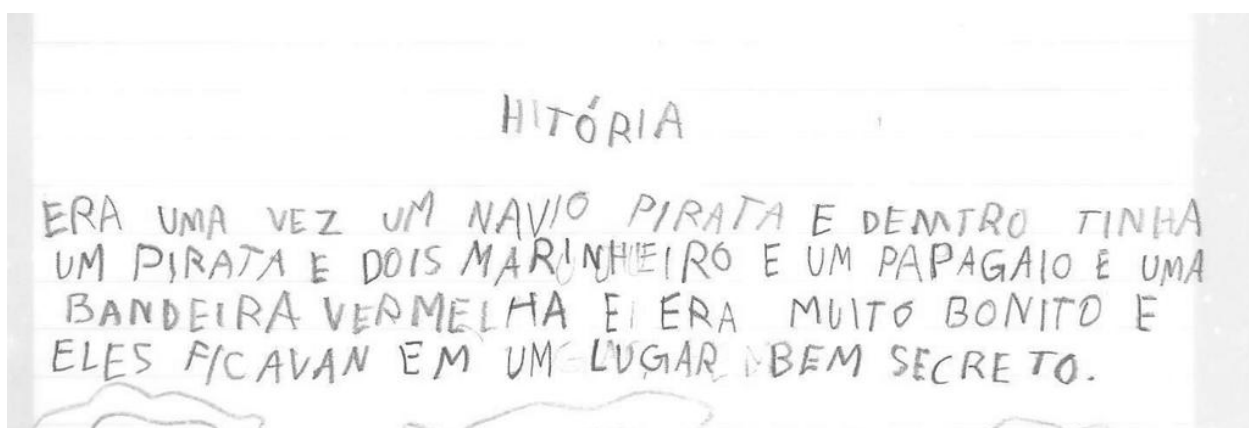 HITÓRIA
ERA UMA VEZ UM NAVIO PIRATA E DEMTRO TINHA
UM PIRATA E DOIS MARINHEIRO E UM PAPAGAIO E UMA
BANDEIRA VERMELHA E ERA MUITO BONITO E
ELES FICAVAN EM UM LUGAR BEM SECRETO.